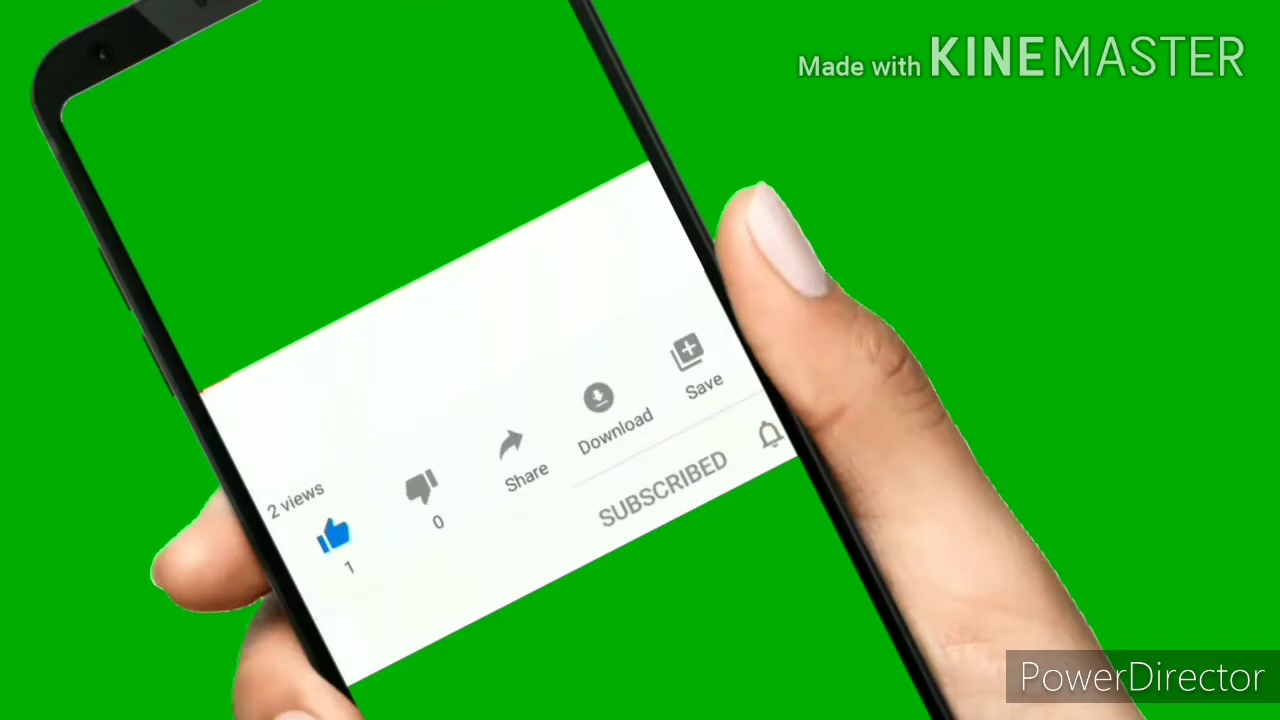 Made with KINEMASTER
2 views
1
0
Share
Download
Save
SUBSCRIBED
PowerDirector